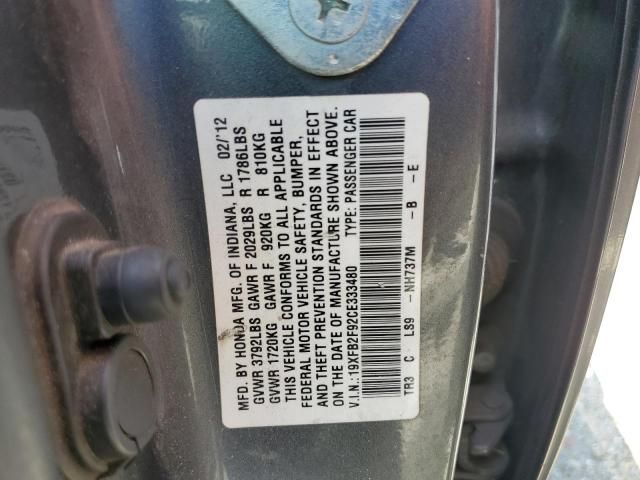 MFD. BY HONDA MFG. OF INDIANA, LLC 02/'12
GVWR 3792LBS GAWR F 2029LBS R 1786LBS
GVWR 1720KG GAWR F 920KG R 810KG
THIS VEHICLE CONFORMS TO ALL APPLICABLE
FEDERAL MOTOR VEHICLE SAFETY, BUMPER,
AND THEFT PREVENTION STANDARDS IN EFFECT
ON THE DATE OF MANUFACTURE SHOWN ABOVE.
V.I.N.: 19XFB2F92CE333480 TYPE: PASSENGER CAR
TR3 C LS9 -NH737M -B -E